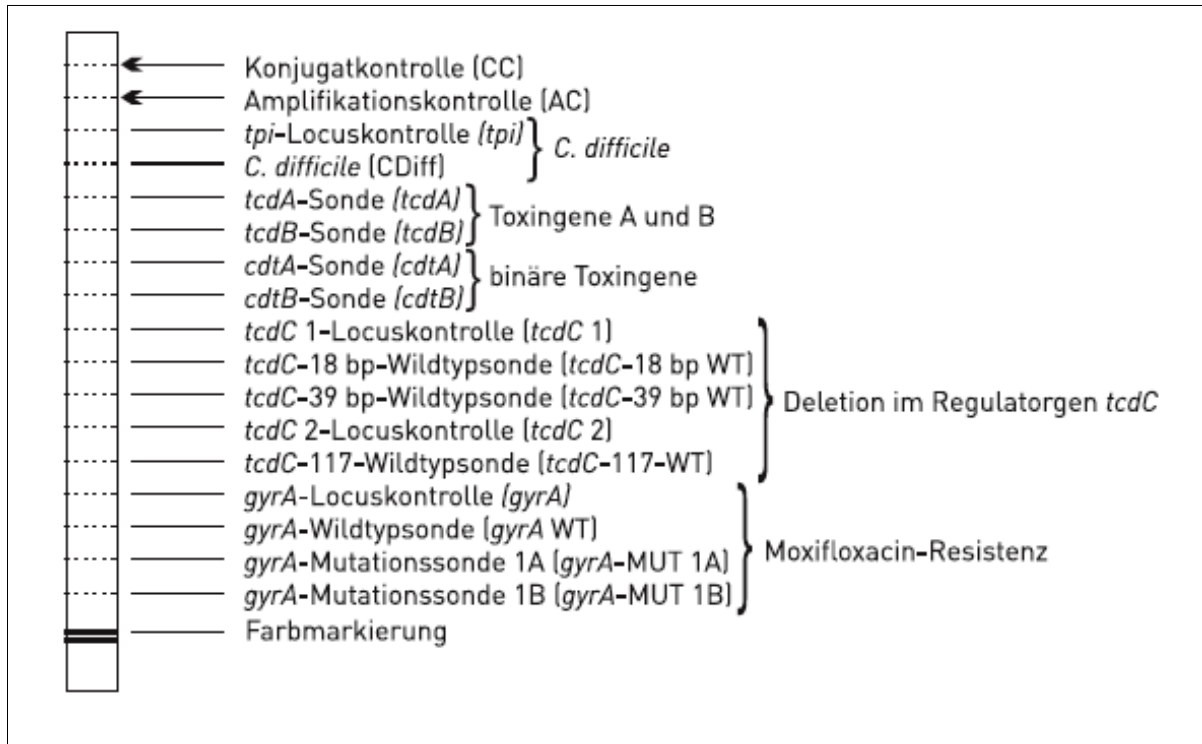 Konjugatkontrolle (CC)
Amplifikationskontrolle (AC)
tpi-Locuskontrolle (tpi)
C. difficile (CDiff)
C. difficile
tcdA-Sonde (tcdA)
tcdB-Sonde (tcdB)
Toxingene A und B
cdtA-Sonde (cdtA)
cdtB-Sonde (cdtB)
binäre Toxingene
tcdC 1-Locuskontrolle (tcdC 1)
tcdC-18 bp-Wildtypsonde (tcdC-18 bp WT)
tcdC-39 bp-Wildtypsonde (tcdC-39 bp WT)
tcdC 2-Locuskontrolle (tcdC 2)
tcdC-117-Wildtypsonde (tcdC-117-WT)
Deletion im Regulatorgen tcdC
gyrA-Locuskontrolle (gyrA)
gyrA-Wildtypsonde (gyrA WT)
gyrA-Mutationssonde 1A (gyrA-MUT 1A)
gyrA-Mutationssonde 1B (gyrA-MUT 1B)
Moxifloxacin-Resistenz
Farbmarkierung